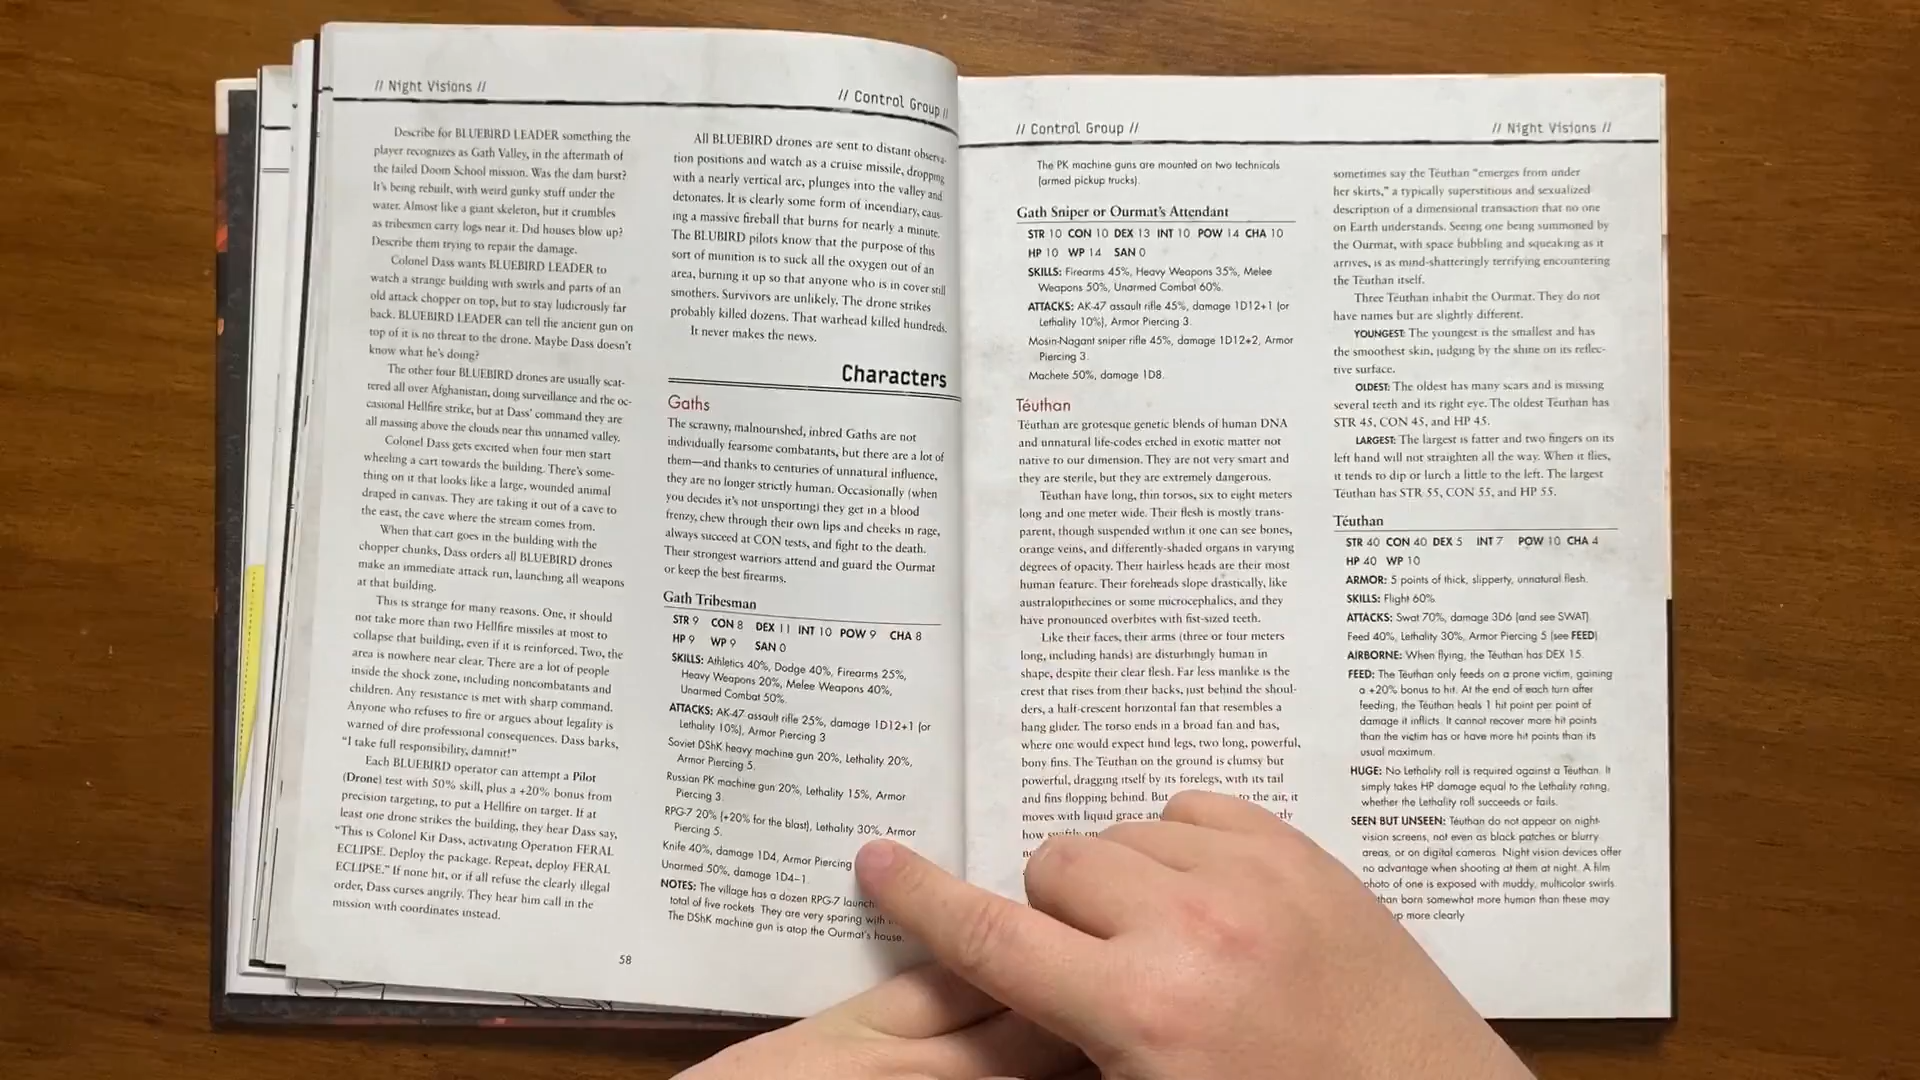 // Night Visions //
// Control Group //
Describe for BLUEBIRD LEADER something the
player recognizes as Gath Valley, in the aftermath of
the failed Doom School mission. Was the dam burst?
It's being rebuilt, with weird gunky stuff under the
water. Almost like a giant skeleton, but it crumbles
as tribesmen carry logs near it. Did houses blow up?
Describe them trying to repair the damage.
Colonel Dass wants BLUEBIRD LEADER to
watch a strange building with swirls and parts of an
old attack chopper on top, but to stay ludicrously far
back. BLUEBIRD LEADER can tell the ancient gun on
top of it is no threat to the drone. Maybe Dass doesn't
know what he's doing?
The other four BLUEBIRD drones are usually scat-
tered all over Afghanistan, doing surveillance and the oc-
casional Hellfire strike, but at Dass' command they are
all massing above the clouds near this unnamed valley.
Colonel Dass gets excited when four men start
wheeling a cart towards the building. There's some-
thing on it that looks like a large, wounded animal
draped in canvas. They are taking it out of a cave to
the east, the cave where the stream comes from.
When that cart goes in the building with the
chopper chunks, Dass orders all BLUEBIRD drones
make an immediate attack run, launching all weapons
at that building.
This is strange for many reasons. One, it should
not take more than two Hellfire missiles at most to
collapse that building, even if it is reinforced. Two, the
area is nowhere near clear. There are a lot of people
inside the shock zone, including noncombatants and
children. Any resistance is met with sharp command.
Anyone who refuses to fire or argues about legality is
warned of dire professional consequences. Dass barks,
"I take full responsibility, damnit!"
Each BLUEBIRD operator can attempt a Pilot
(Drone) test with 50% skill, plus a +20% bonus from
precision targeting, to put a Hellfire on target. If at
least one drone strikes the building, they hear Dass say,
"This is Colonel Kit Dass, activating Operation FERAL
ECLIPSE. Deploy the package. Repeat, deploy FERAL
ECLIPSE." If none hit, or if all refuse the clearly illegal
order, Dass curses angrily. They hear him call in the
mission with coordinates instead.
All BLUEBIRD drones are sent to distant observa-
tion positions and watch as a cruise missile, dropping
with a nearly vertical arc, plunges into the valley and
detonates. It is clearly some form of incendiary, caus-
ing a massive fireball that burns for nearly a minute.
The BLUBIRD pilots know that the purpose of this
sort of munition is to suck all the oxygen out of an
area, burning it up so that anyone who is in cover still
smothers. Survivors are unlikely. The drone strikes
probably killed dozens. That warhead killed hundreds.
It never makes the news.
Characters
Gaths
The scrawny, malnourished, inbred Gaths are not
individually fearsome combatants, but there are a lot of
them—and thanks to centuries of unnatural influence,
they are no longer strictly human. Occasionally (when
you decides it's not unsporting) they get in a blood
frenzy, chew through their own lips and cheeks in rage,
always succeed at CON tests, and fight to the death.
Their strongest warriors attend and guard the Ourmat
or keep the best firearms.
Gath Tribesman
STR 9 CON 8 DEX 11 INT 10 POW 9 CHA 8
HP 9 WP 9 SAN 0
SKILLS: Athletics 40%, Dodge 40%, Firearms 25%,
Heavy Weapons 20%, Melee Weapons 40%,
Unarmed Combat 50%.
ATTACKS: AK-47 assault rifle 25%, damage 1D12+1 (or
Lethality 10%), Armor Piercing 3
Soviet DShK heavy machine gun 20%, Lethality 20%,
Armor Piercing 5.
Russian PK machine gun 20%, Lethality 15%, Armor
Piercing 3.
RPG-7 20% (+20% for the blast), Lethality 30%, Armor
Piercing 5.
Knife 40%, damage 1D4, Armor Piercing
Unarmed 50%, damage 1D4–1.
NOTES: The village has a dozen RPG-7
total of five rockets. They are very sparing with
The DShK machine gun is atop the Ourmat's house.
58
// Control Group //
// Night Visions //
The PK machine guns are mounted on two technicals
(armed pickup trucks).
Gath Sniper or Ourmat's Attendant
STR 10 CON 10 DEX 13 INT 10 POW 14 CHA 10
HP 10 WP 14 SAN 0
SKILLS: Firearms 45%, Heavy Weapons 35%, Melee
Weapons 50%, Unarmed Combat 60%.
ATTACKS: AK-47 assault rifle 45%, damage 1D12+1 (or
Lethality 10%), Armor Piercing 3.
Mosin-Nagant sniper rifle 45%, damage 1D12+2, Armor
Piercing 3.
Machete 50%, damage 1D8.
Téuthan
Téuthan are grotesque genetic blends of human DNA
and unnatural life-codes etched in exotic matter not
native to our dimension. They are not very smart and
they are sterile, but they are extremely dangerous.
Téuthan have long, thin torsos, six to eight meters
long and one meter wide. Their flesh is mostly trans-
parent, though suspended within it one can see bones,
orange veins, and differently-shaded organs in varying
degrees of opacity. Their hairless heads are their most
human feature. Their foreheads slope drastically, like
australopithecines or some microcephalics, and they
have pronounced overbites with fist-sized teeth.
Like their faces, their arms (three or four meters
long, including hands) are disturbingly human in
shape, despite their clear flesh. Far less manlike is the
crest that rises from their backs, just behind the shoul-
ders, a half-crescent horizontal fan that resembles a
hang glider. The torso ends in a broad fan and has,
where one would expect hind legs, two long, powerful,
bony fins. The Téuthan on the ground is clumsy but
powerful, dragging itself by its forelegs, with its tail
and fins flopping behind. But to the air, it
moves with liquid grace
how
sometimes say the Téuthan "emerges from under
her skirts," a typically superstitious and sexualized
description of a dimensional transaction that no one
on Earth understands. Seeing one being summoned by
the Ourmat, with space bubbling and squeaking as it
arrives, is as mind-shatteringly terrifying encountering
the Téuthan itself.
Three Téuthan inhabit the Ourmat. They do not
have names but are slightly different.
YOUNGEST: The youngest is the smallest and has
the smoothest skin, judging by the shine on its reflec-
tive surface.
OLDEST: The oldest has many scars and is missing
several teeth and its right eye. The oldest Téuthan has
STR 45, CON 45, and HP 45.
LARGEST: The largest is fatter and two fingers on its
left hand will not straighten all the way. When it flies,
it tends to dip or lurch a little to the left. The largest
Téuthan has STR 55, CON 55, and HP 55.
Téuthan
STR 40 CON 40 DEX 5 INT 7 POW 10 CHA 4
HP 40 WP 10
ARMOR: 5 points of thick, slipperty, unnatural flesh.
SKILLS: Flight 60%.
ATTACKS: Swat 70%, damage 3D6 (and see SWAT).
Feed 40%, Lethality 30%, Armor Piercing 5 (see FEED)
AIRBORNE: When flying, the Téuthan has DEX 15.
FEED: The Téuthan only feeds on a prone victim, gaining
a +20% bonus to hit. At the end of each turn after
feeding, the Téuthan heals 1 hit point per point of
damage it inflicts. It cannot recover more hit points
than the victim has or have more hit points than its
usual maximum.
HUGE: No Lethality roll is required against a Téuthan. It
simply takes HP damage equal to the Lethality rating,
whether the Lethality roll succeeds or fails.
SEEN BUT UNSEEN: Téuthan do not appear on night-
vision screens, not even as black patches or blurry
areas, or on digital cameras. Night vision devices offer
no advantage when shooting at them at night. A film
photo of one is exposed with muddy, multicolor swirls
born somewhat more human than these may
more clearly